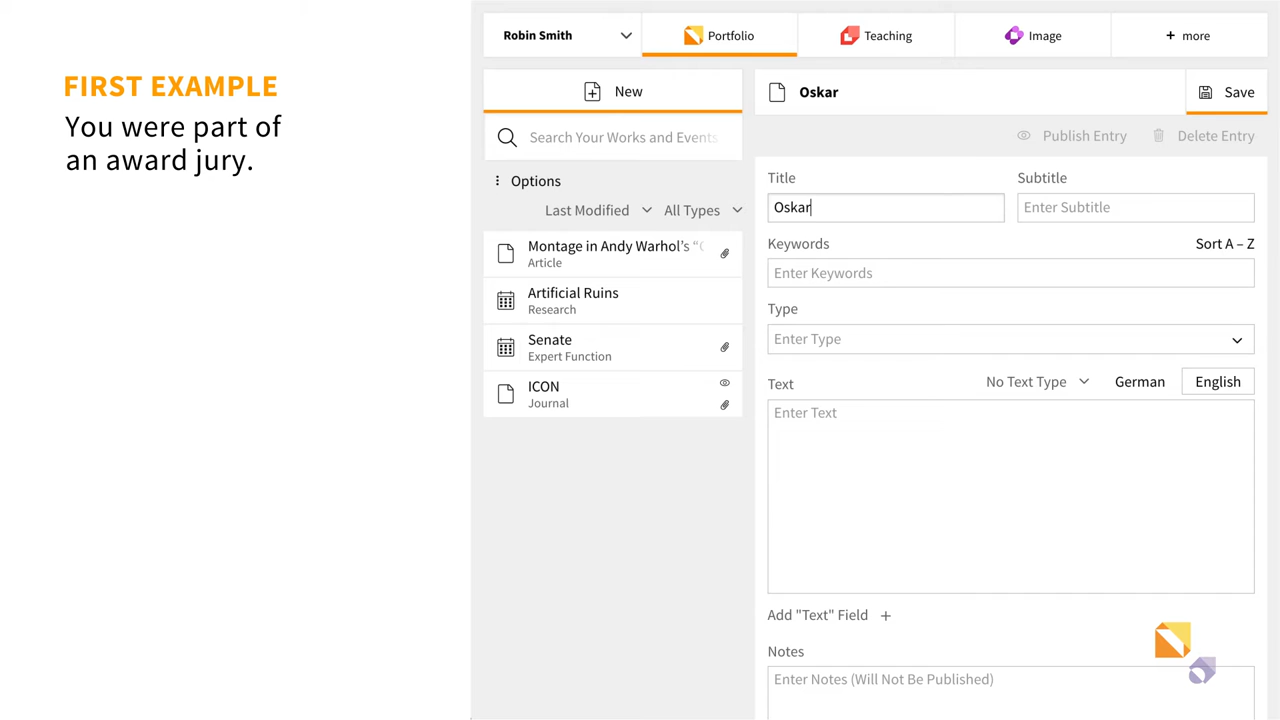 FIRST EXAMPLE
You were part of
an award jury.
Robin Smith
Portfolio
Teaching
Image
+ more
New
Search Your Works and Events
Options
Last Modified
All Types
Montage in Andy Warhol's “
Article
Artificial Ruins
Research
Senate
Expert Function
ICON
Journal
Oskar
Save
Publish Entry
Delete Entry
Title
Subtitle
Oskar
Enter Subtitle
Keywords
Sort A – Z
Enter Keywords
Type
Enter Type
Text
No Text Type
German
English
Enter Text
Add "Text" Field +
Notes
Enter Notes (Will Not Be Published)